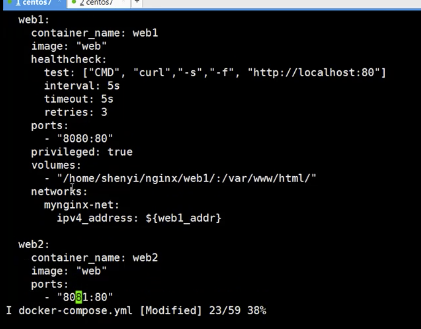 1 centos7
2 centos7
+
web1:
container_name: web1
image: "web"
healthcheck:
test: ["CMD", "curl","-s","-f", "http://localhost:80"]
interval: 5s
timeout: 5s
retries: 3
ports:
- "8080:80"
privileged: true
volumes:
- "/home/shenyi/nginx/web1/:/var/www/html/"
networks:
mynginx-net:
ipv4_address: ${web1_addr}
web2:
container_name: web2
image: "web"
ports:
- "8081:80"
I docker-compose.yml [Modified] 23/59 38%